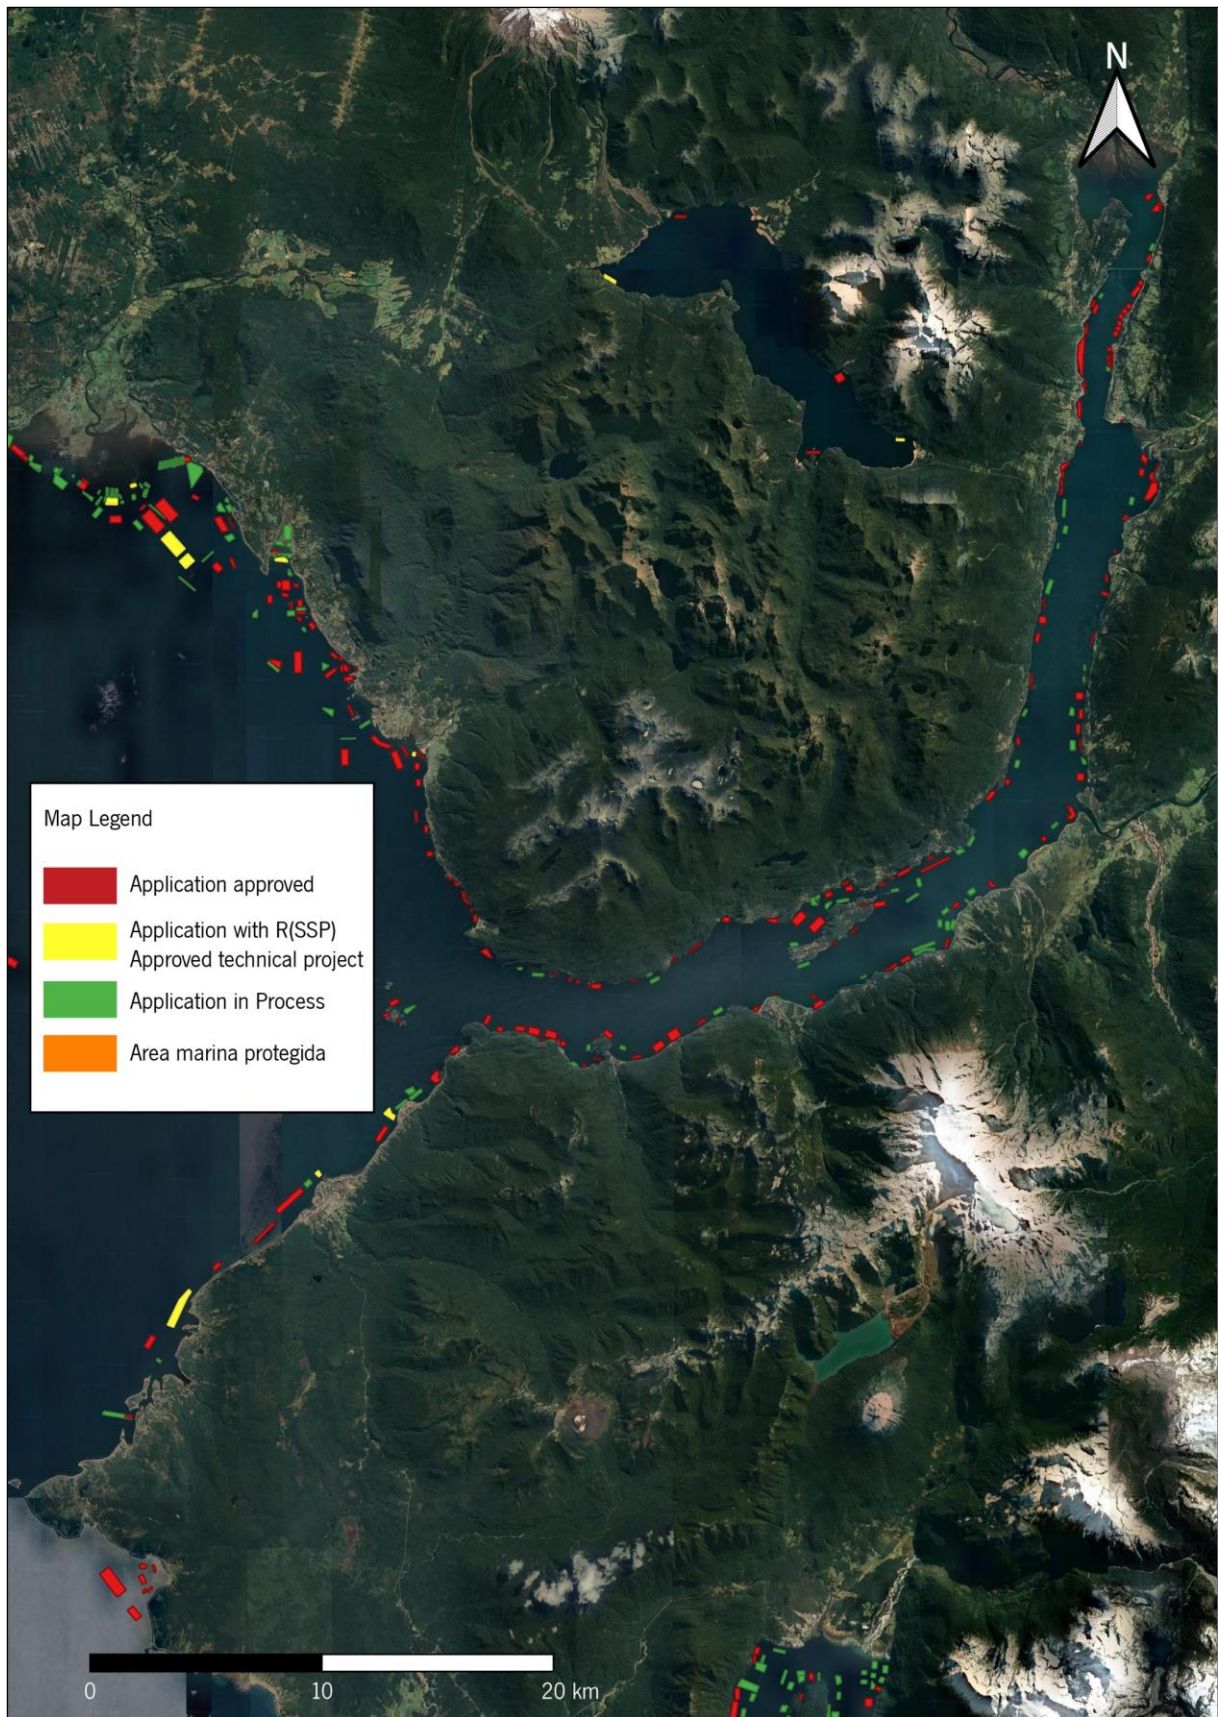 N
Map Legend
Application approved
Application with R(SSP)
Approved technical project
Application in Process
Area marina protegida
0 10 20 km